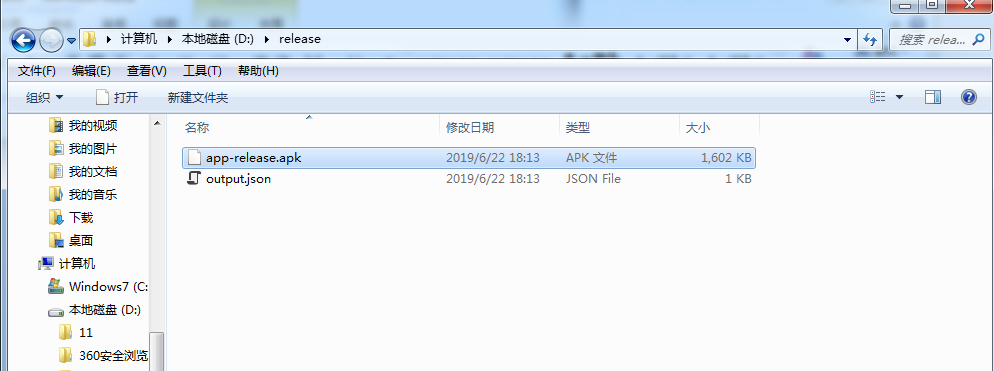 计算机 本地磁盘 (D:) release 搜索 relea...
文件(F) 编辑(E) 查看(V) 工具(T) 帮助(H)
组织 打开 新建文件夹
我的视频
我的图片
我的文档
我的音乐
下载
桌面
计算机
Windows7 (C:
本地磁盘 (D:)
11
360安全浏览
名称 修改日期 类型 大小
app-release.apk 2019/6/22 18:13 APK 文件 1,602 KB
output.json 2019/6/22 18:13 JSON File 1 KB